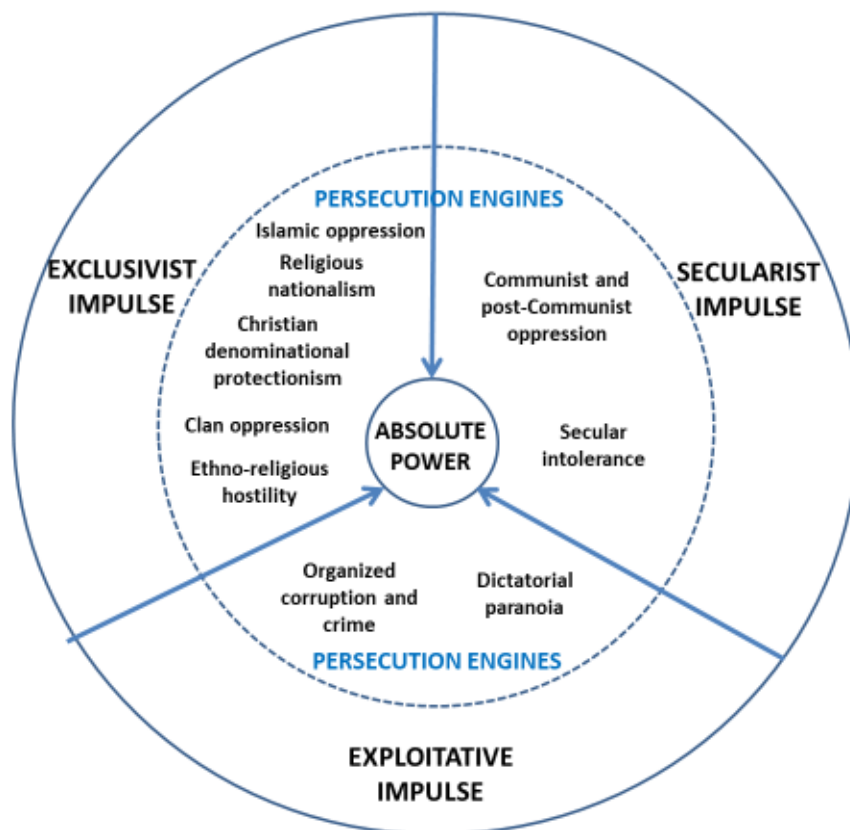 PERSECUTION ENGINES
Islamic oppression
Religious
nationalism
EXCLUSIVIST
IMPULSE
SECULARIST
IMPULSE
Communist and
post-Communist
oppression
Christian
denominational
protectionism
Clan oppression
Ethno-religious
hostility
ABSOLUTE
POWER
Secular
intolerance
Organized
corruption and
crime
Dictatorial
paranoia
PERSECUTION ENGINES
EXPLOITATIVE
IMPULSE